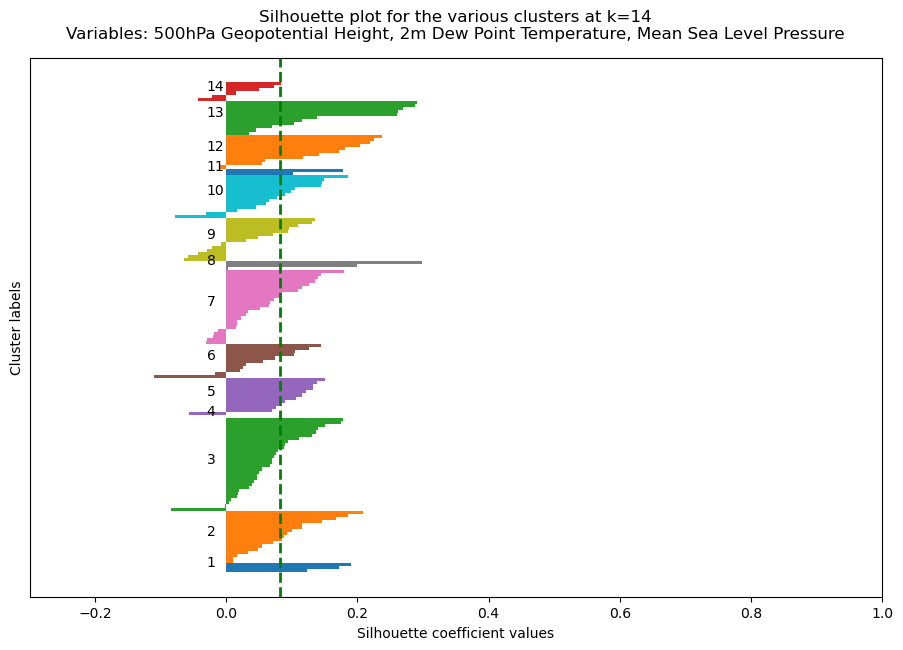 Silhouette plot for the various clusters at k=14
Variables: 500hPa Geopotential Height, 2m Dew Point Temperature, Mean Sea Level Pressure
14
13
12
11
10
9
8
7
6
5
4
3
2
1
Cluster labels
−0.2 0.0 0.2 0.4 0.6 0.8 1.0
Silhouette coefficient values